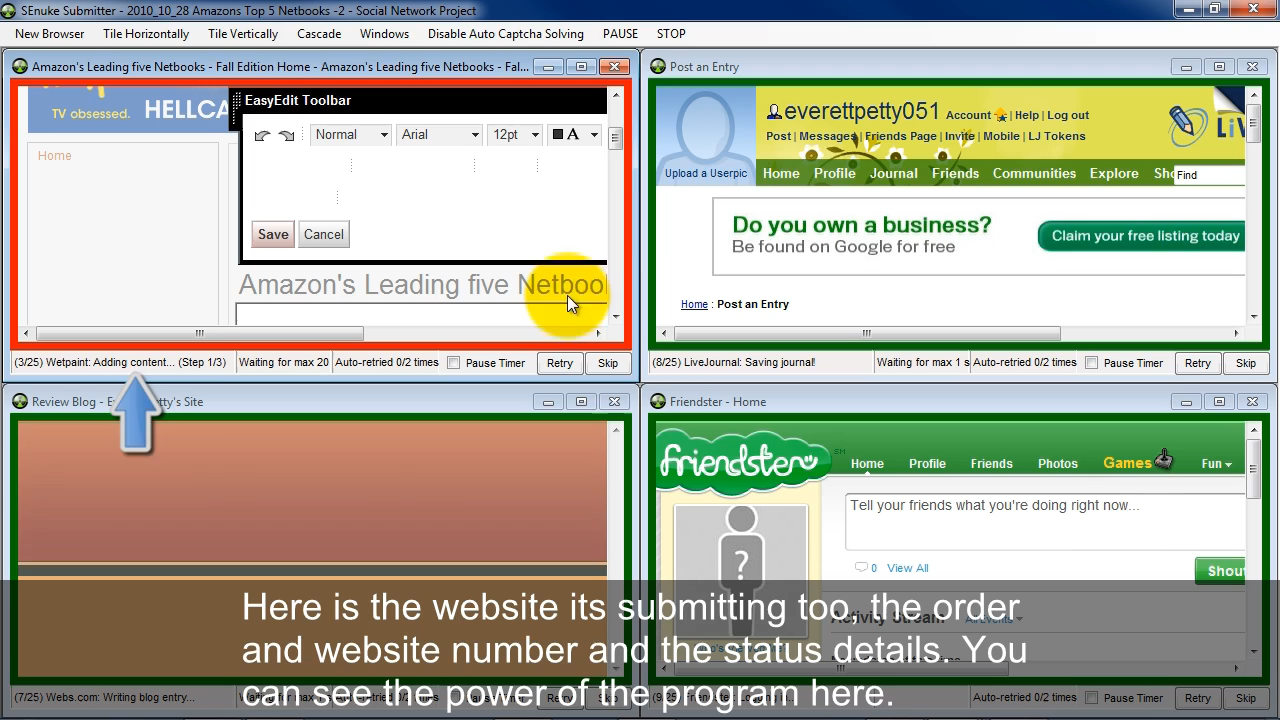 SEnuke Submitter - 2010_10_28 Amazons Top 5 Netbooks -2 - Social Network Project
New Browser Tile Horizontally Tile Vertically Cascade Windows Disable Auto Captcha Solving PAUSE STOP
Amazon's Leading five Netbooks - Fall Edition Home - Amazon's Leading five Netbooks - Fal...
TV obsessed. HELLCA
EasyEdit Toolbar
Normal Arial 12pt A
Home
Save Cancel
Amazon's Leading five Netbool
(3/25) Wetpaint: Adding content... (Step 1/3) Waiting for max 20 Auto-retried 0/2 times Pause Timer Retry Skip
Post an Entry
everettpetty051 Account Help | Log out
Post | Messages Friends Page | Invite | Mobile | LJ Tokens
Upload a Userpic Home Profile Journal Friends Communities Explore Sho Find
LiV
Do you own a business?
Be found on Google for free
Claim your free listing today
Home : Post an Entry
(8/25) LiveJournal: Saving journal! Waiting for max 1 s Auto-retried 0/2 times Pause Timer Retry Skip
Review Blog - E etty's Site
(7/25) Webs.com: Writing blog entry...
Friendster - Home
friendster SM Home Profile Friends Photos Games Fun
Tell your friends what you're doing right now...
?
0 View All
Shout
Activity Stream All Events
Auto-retried 0/2 times Pause Timer Retry Skip
Here is the website its submitting too, the order
and website number and the status details. You
can see the power of the program here.